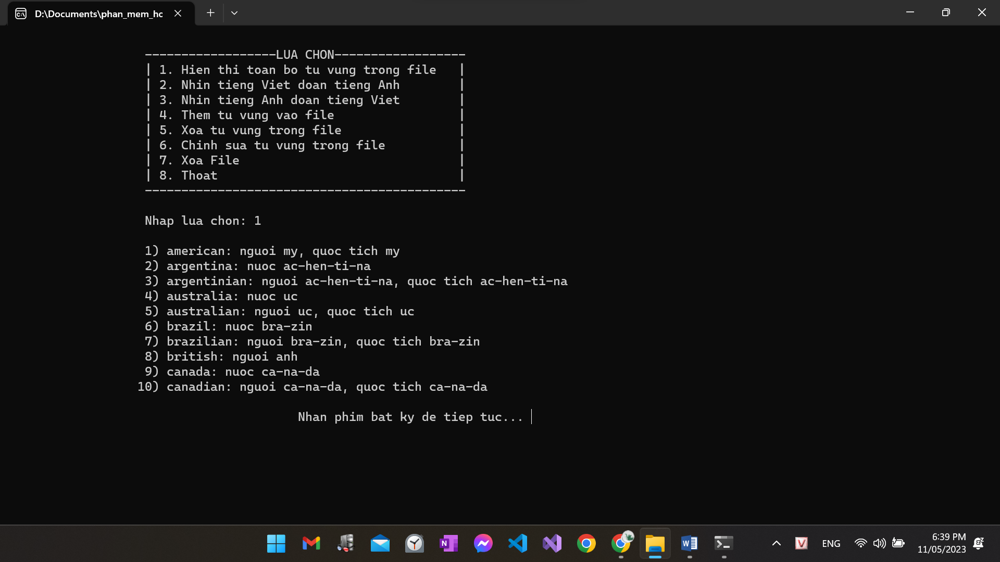 D:\Documents\phan_mem_hc
------------------LUA CHON------------------
| 1. Hien thi toan bo tu vung trong file |
| 2. Nhin tieng Viet doan tieng Anh |
| 3. Nhin tieng Anh doan tieng Viet |
| 4. Them tu vung vao file |
| 5. Xoa tu vung trong file |
| 6. Chinh sua tu vung trong file |
| 7. Xoa File |
| 8. Thoat |
--------------------------------------------
Nhap lua chon: 1
1) american: nguoi my, quoc tich my
2) argentina: nuoc ac-hen-ti-na
3) argentinian: nguoi ac-hen-ti-na, quoc tich ac-hen-ti-na
4) australia: nuoc uc
5) australian: nguoi uc, quoc tich uc
6) brazil: nuoc bra-zin
7) brazilian: nguoi bra-zin, quoc tich bra-zin
8) british: nguoi anh
9) canada: nuoc ca-na-da
10) canadian: nguoi ca-na-da, quoc tich ca-na-da
Nhan phim bat ky de tiep tuc...
ENG
6:39 PM
11/05/2023